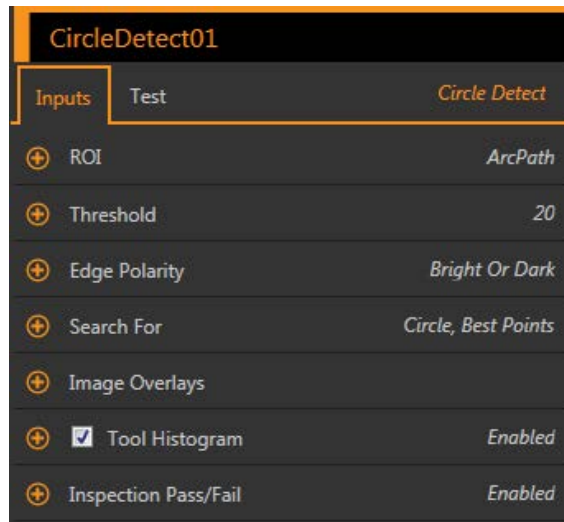 CircleDetect01
Inputs Test Circle Detect
ROI ArcPath
Threshold 20
Edge Polarity Bright Or Dark
Search For Circle, Best Points
Image Overlays
Tool Histogram Enabled
Inspection Pass/Fail Enabled